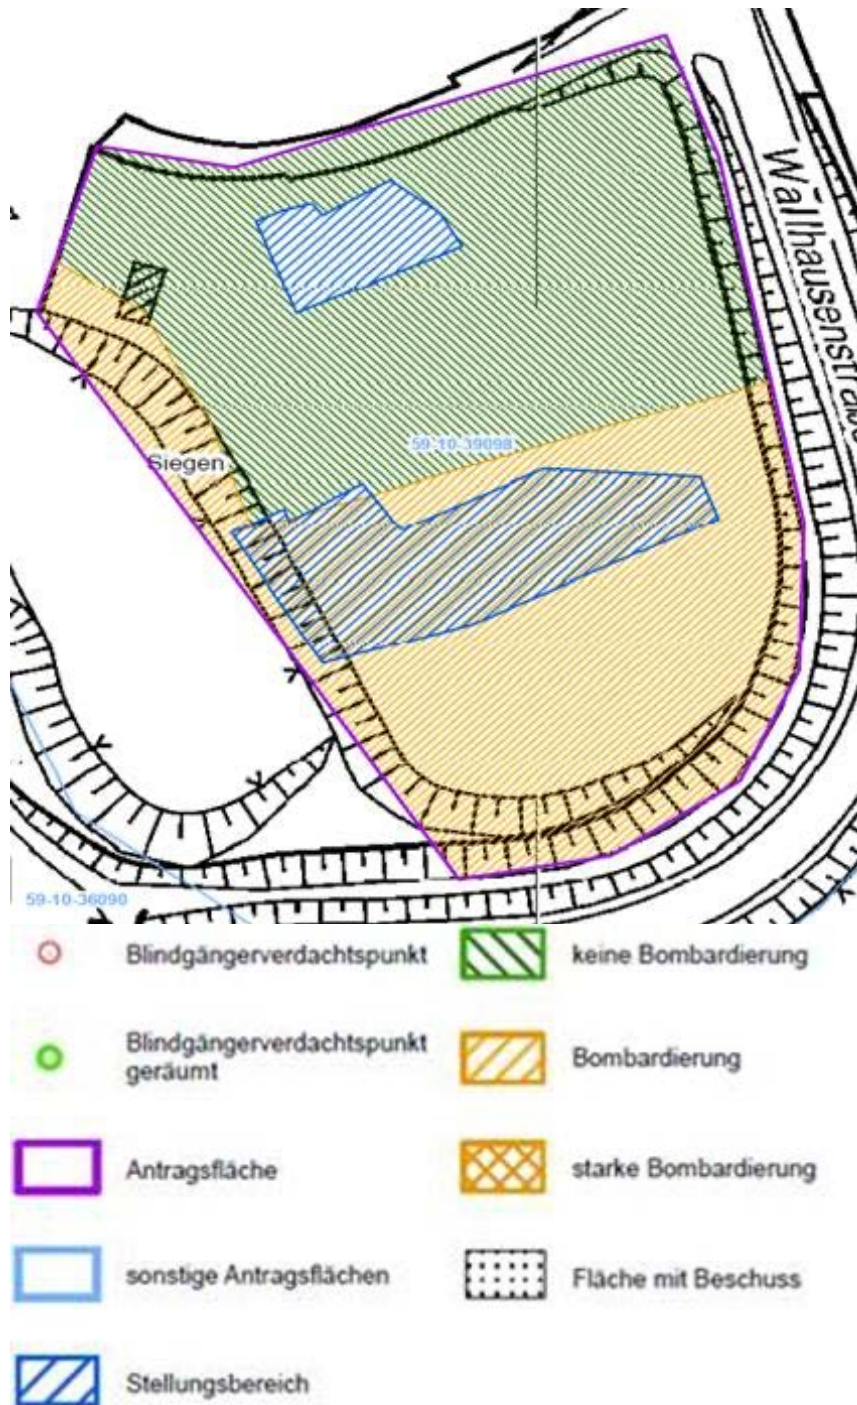 Wallhausenstraße
59-10-39098
Siegen
59-10-36090
Blindgängerverdachtspunkt
keine Bombardierung
Blindgängerverdachtspunkt
geräumt
Bombardierung
Antragsfläche
starke Bombardierung
sonstige Antragsflächen
Fläche mit Beschuss
Stellungsbereich